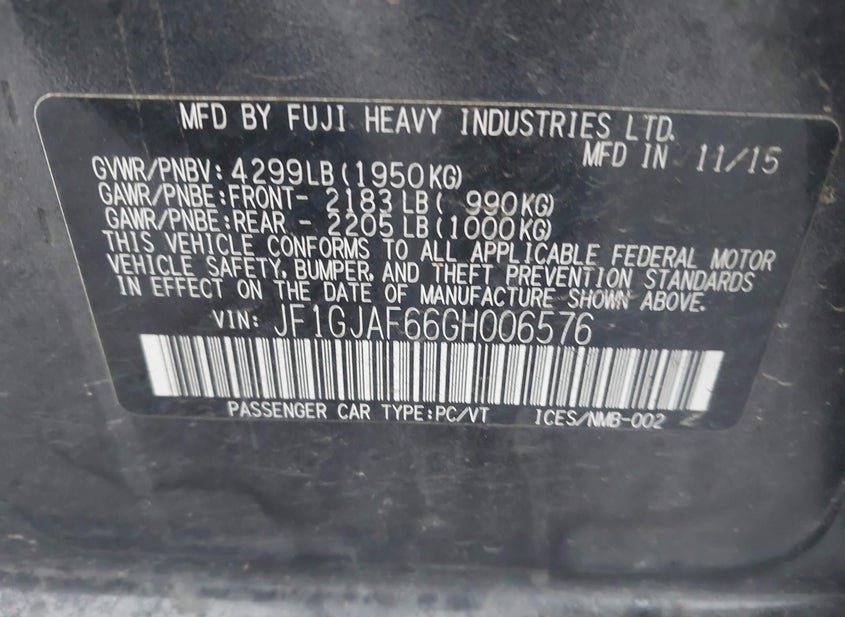 MFD BY FUJI HEAVY INDUSTRIES LTD.
MFD IN 11/15
GVWR/PNBV: 4299LB (1950KG)
GAWR/PNBE:FRONT- 2183 LB ( 990KG)
GAWR/PNBE:REAR - 2205 LB (1000KG)
THIS VEHICLE CONFORMS TO ALL APPLICABLE FEDERAL MOTOR
VEHICLE SAFETY, BUMPER, AND THEFT PREVENTION STANDARDS
IN EFFECT ON THE DATE OF MANUFACTURE SHOWN ABOVE.
VIN: JF1GJAF66GH006576
PASSENGER CAR TYPE:PC/VT ICES/NMB-002